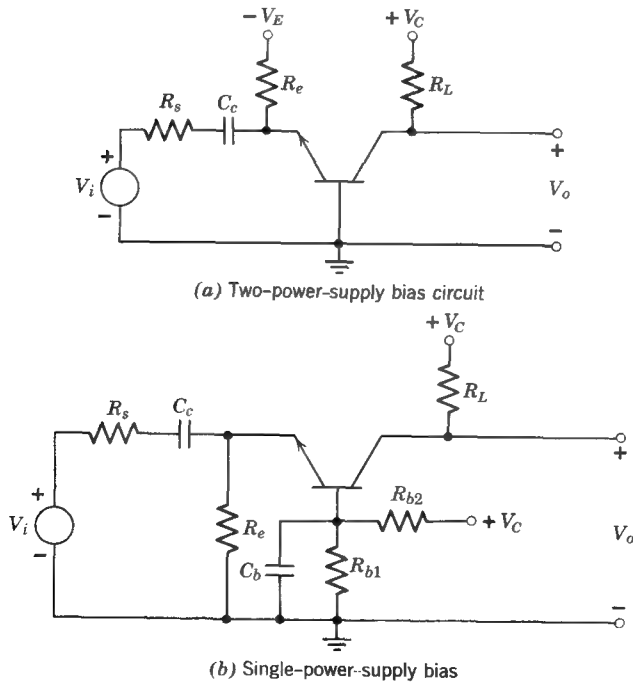 − V_E
+ V_C
R_e
R_L
R_s
C_c
+
V_i
−
+
V_o
−
(a) Two-power-supply bias circuit
+ V_C
R_L
R_s
C_c
+
V_i
−
R_e
C_b
R_b1
R_b2
+ V_C
+
V_o
−
(b) Single-power-supply bias